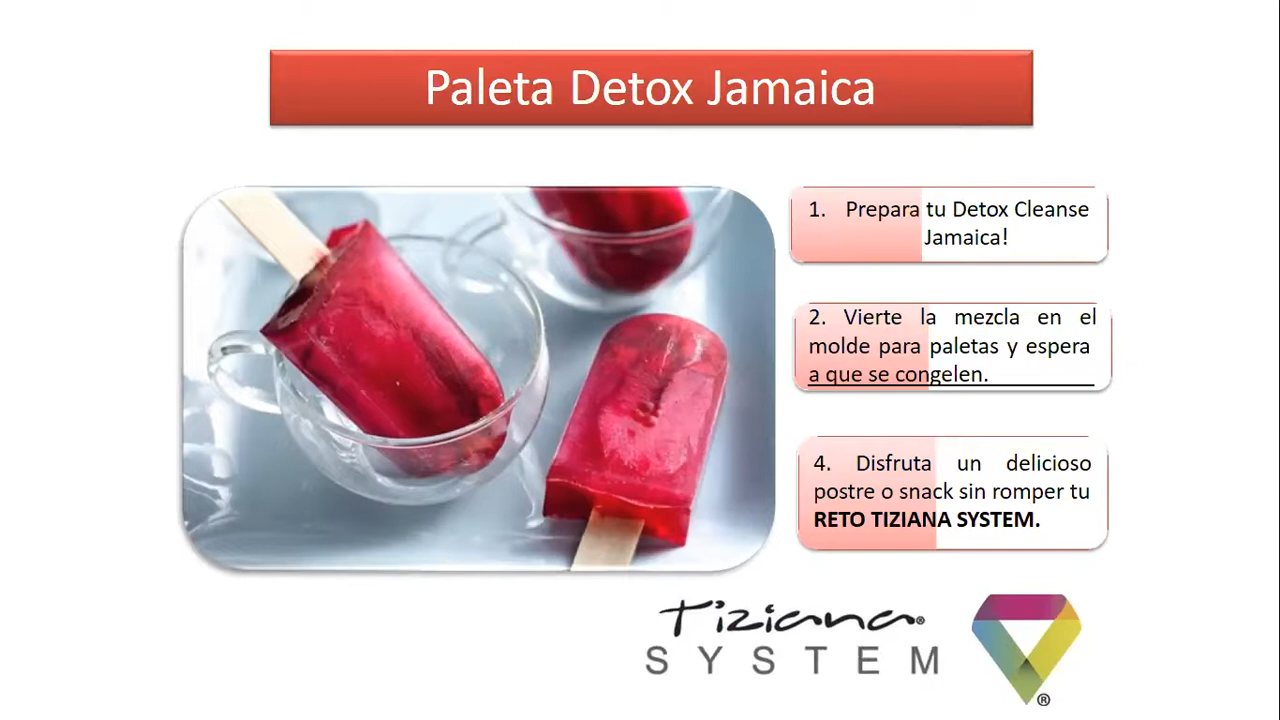 Paleta Detox Jamaica
1. Prepara tu Detox Cleanse
Jamaica!
2. Vierte la mezcla en el
molde para paletas y espera
a que se congelen.
4. Disfruta un delicioso
postre o snack sin romper tu
RETO TIZIANA SYSTEM.
Tiziana®
SYSTEM
®